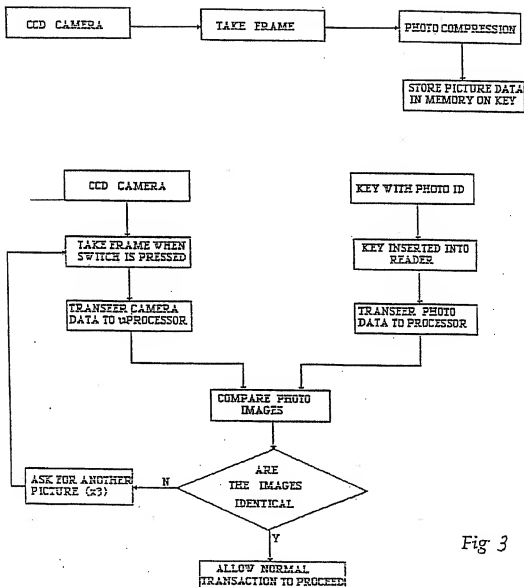 CCD CAMERA
TAKE FRAME
PHOTO COMPRESSION
STORE PICTURE DATA
IN MEMORY ON KEY
CCD CAMERA
KEY WITH PHOTO ID
TAKE FRAME WHEN
SWITCH IS PRESSED
KEY INSERTED INTO
READER
TRANSFER CAMERA
DATA TO uPROCESSOR
TRANSFER PHOTO
DATA TO PROCESSOR
COMPARE PHOTO
IMAGES
ARE
THE IMAGES
IDENTICAL
N
ASK FOR ANOTHER
PICTURE (x3)
Y
ALLOW NORMAL
TRANSACTION TO PROCEED
Fig 3